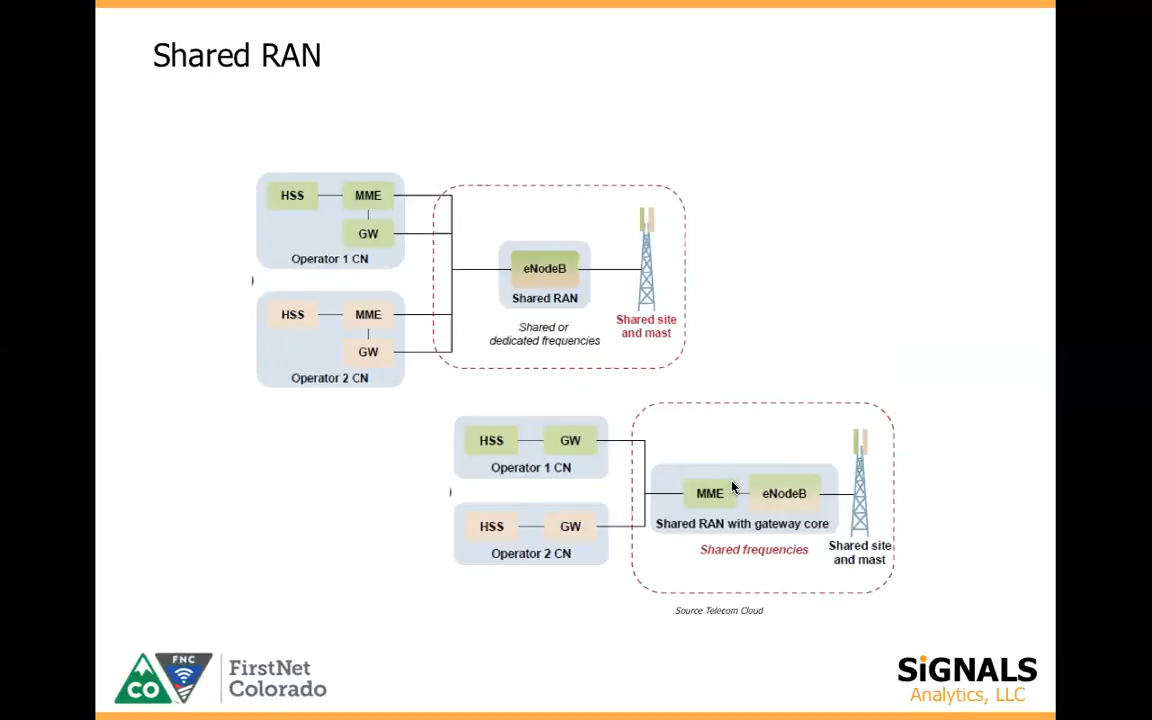 Shared RAN
HSS
MME
GW
Operator 1 CN
HSS
MME
GW
Operator 2 CN
eNodeB
Shared RAN
Shared or
dedicated frequencies
Shared site
and mast
HSS
GW
Operator 1 CN
HSS
GW
Operator 2 CN
MME
eNodeB
Shared RAN with gateway core
Shared frequencies
Shared site
and mast
Source Telecom Cloud
CO
FNC
FirstNet
Colorado
SiGNALS
Analytics, LLC